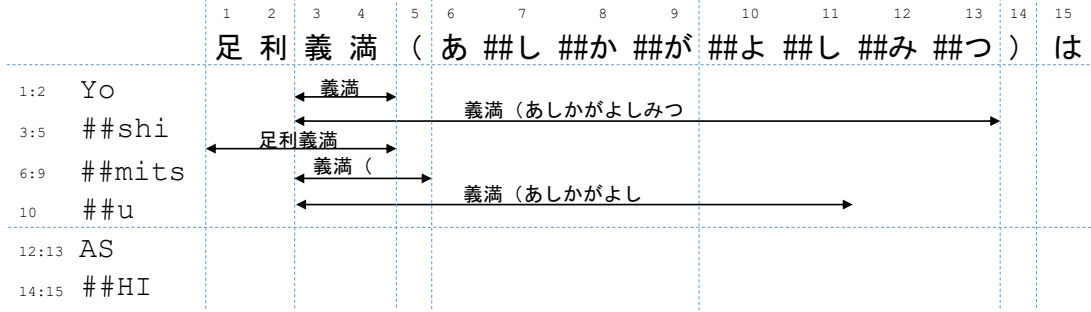 1 2 3 4 5 6 7 8 9 10 11 12 13 14 15
足 利 義 満 （ あ ##し ##か ##が ##よ ##し ##み ##つ ） は
1:2 Yo 義満
義満（あしかがよしみつ
3:5 ##shi
足利義満
6:9 ##mits 義満（
義満（あしかがよし
10 ##u
12:13 AS
14:15 ##HI